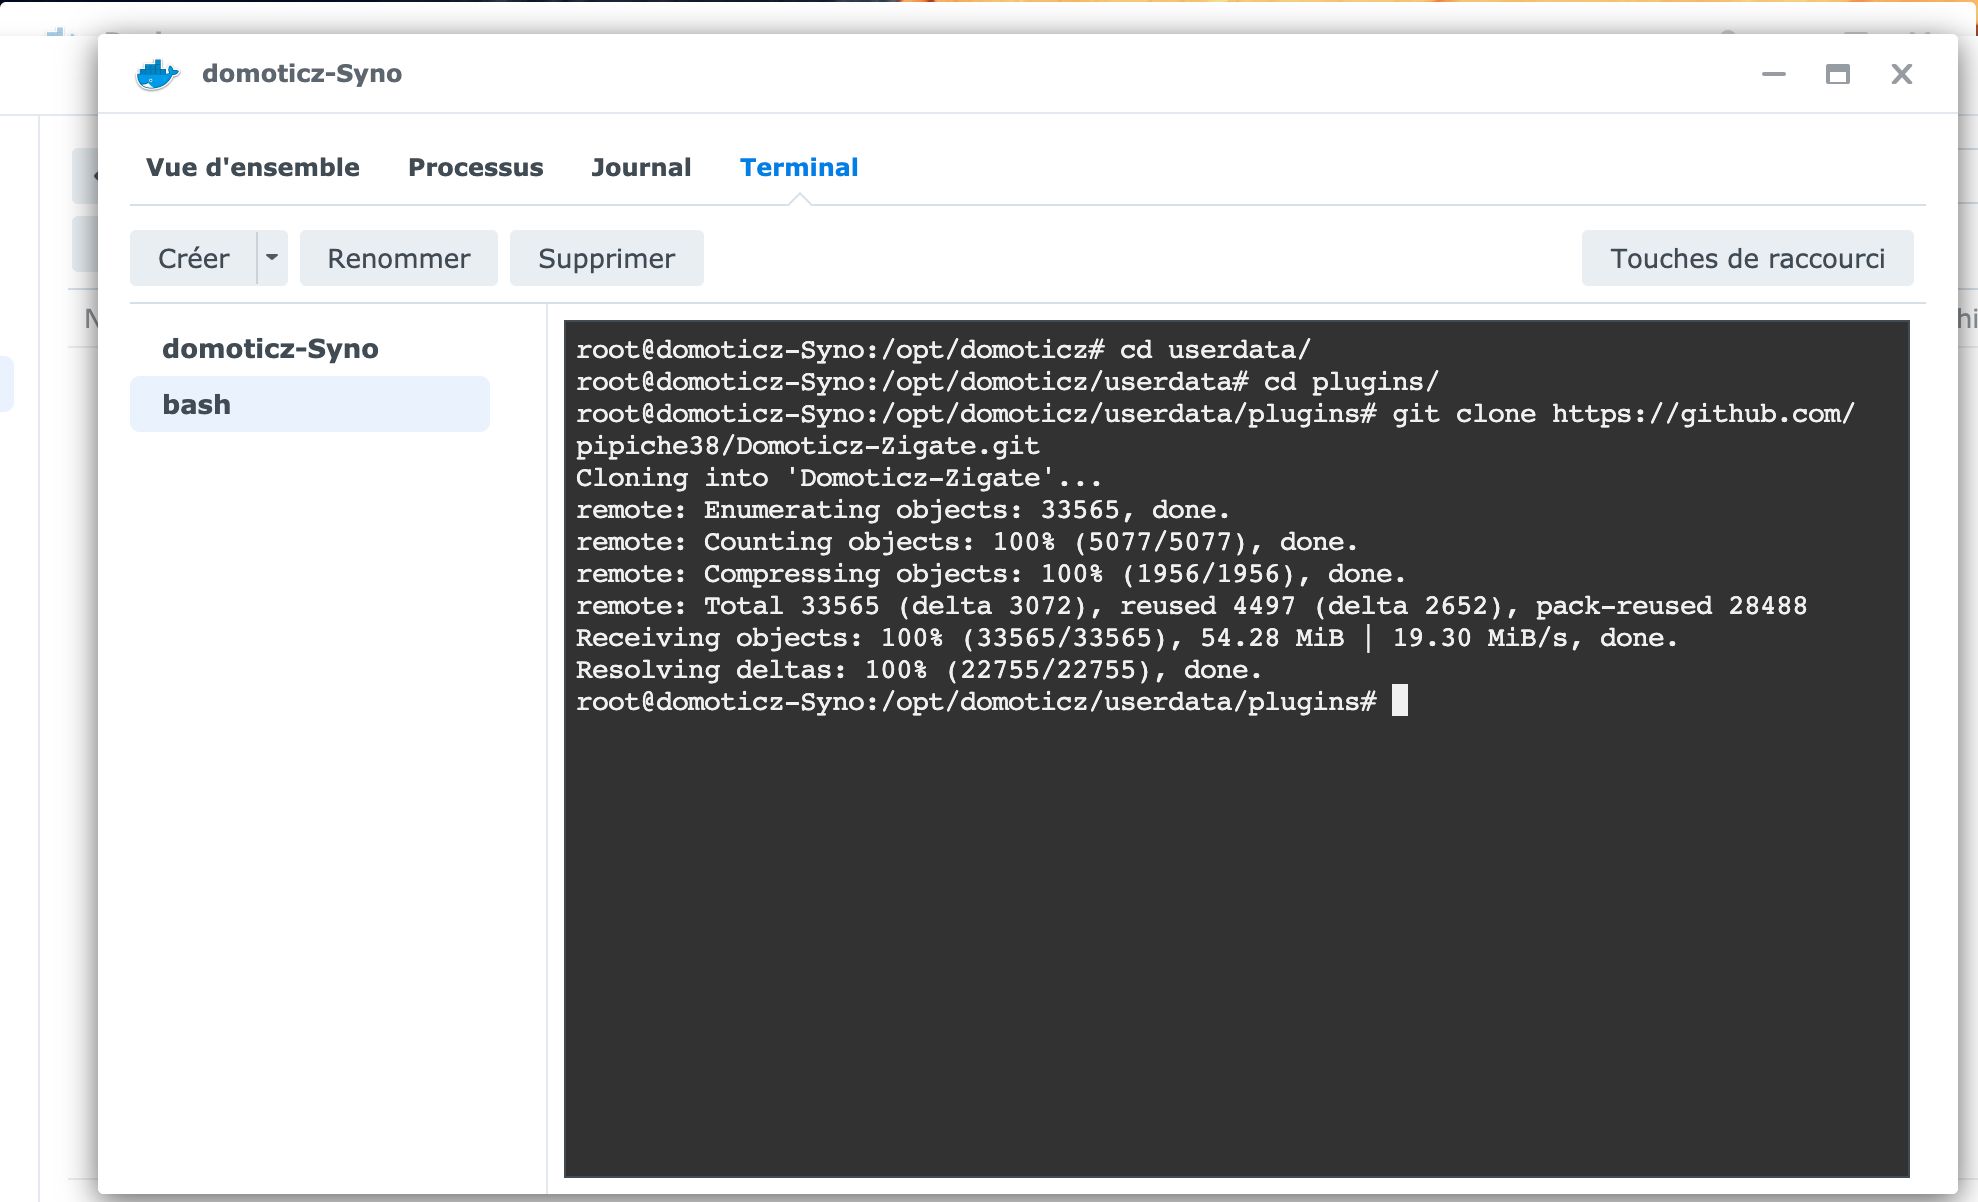 domoticz-Syno
Vue d'ensemble Processus Journal Terminal
Créer Renommer Supprimer Touches de raccourci
domoticz-Syno
bash
root@domoticz-Syno:/opt/domoticz# cd userdata/
root@domoticz-Syno:/opt/domoticz/userdata# cd plugins/
root@domoticz-Syno:/opt/domoticz/userdata/plugins# git clone https://github.com/
pipiche38/Domoticz-Zigate.git
Cloning into 'Domoticz-Zigate'...
remote: Enumerating objects: 33565, done.
remote: Counting objects: 100% (5077/5077), done.
remote: Compressing objects: 100% (1956/1956), done.
remote: Total 33565 (delta 3072), reused 4497 (delta 2652), pack-reused 28488
Receiving objects: 100% (33565/33565), 54.28 MiB | 19.30 MiB/s, done.
Resolving deltas: 100% (22755/22755), done.
root@domoticz-Syno:/opt/domoticz/userdata/plugins#